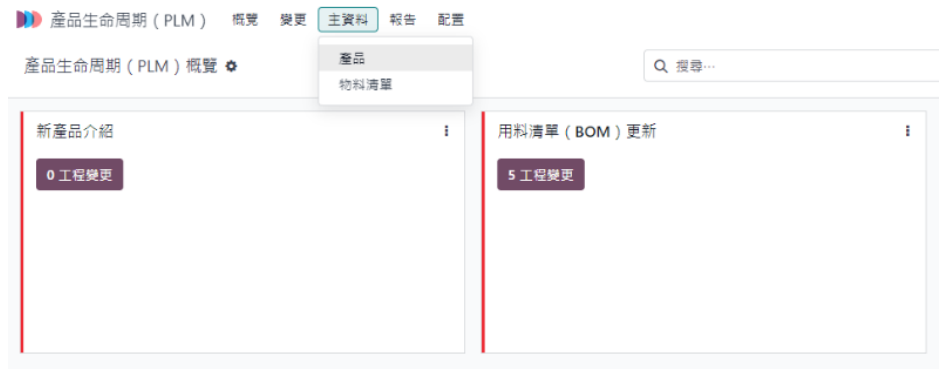 產品生命周期(PLM) 概覽 變更 主資料 報告 配置
產品生命周期(PLM)概覽
產品
物料清單
搜尋…
新產品介紹
0 工程變更
用料清單(BOM)更新
5 工程變更